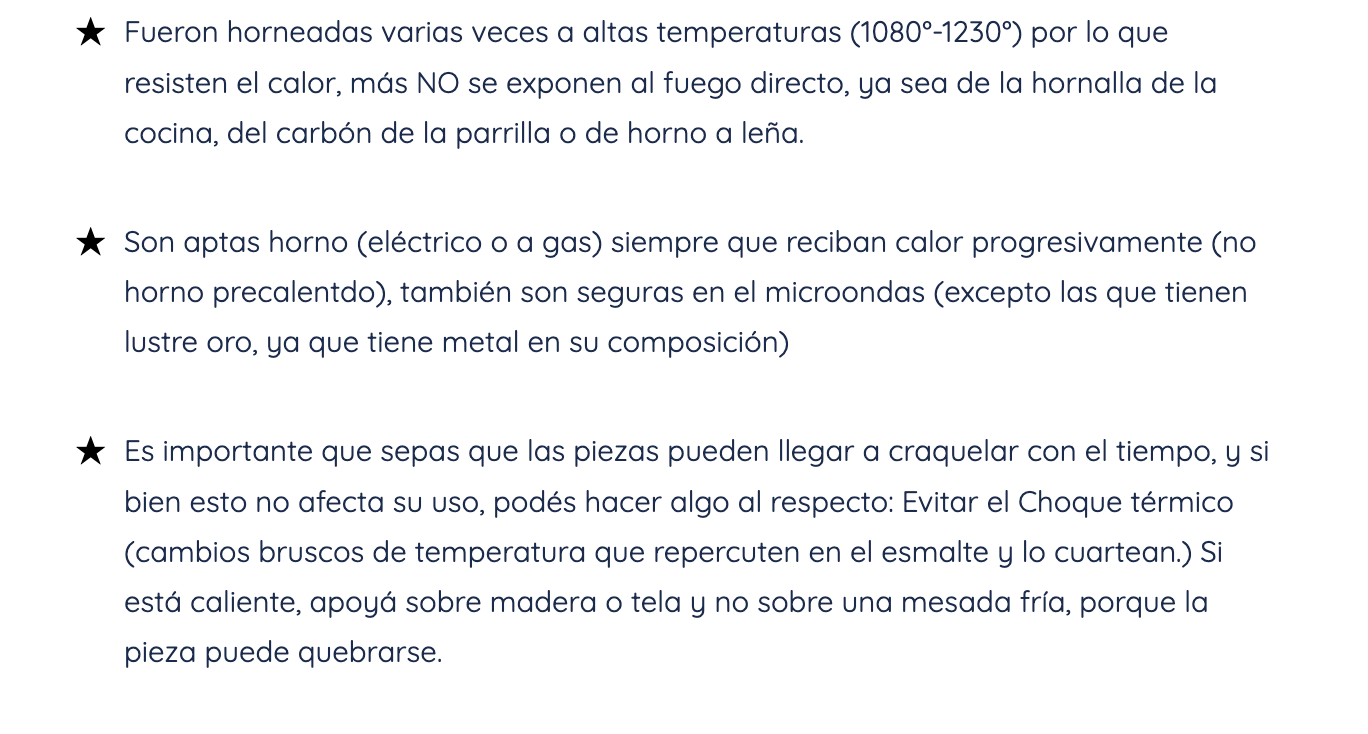 ★ Fueron horneadas varias veces a altas temperaturas (1080°-1230°) por lo que
resisten el calor, más NO se exponen al fuego directo, ya sea de la hornalla de la
cocina, del carbón de la parrilla o de horno a leña.
★ Son aptas horno (eléctrico o a gas) siempre que reciban calor progresivamente (no
horno precalentdo), también son seguras en el microondas (excepto las que tienen
lustre oro, ya que tiene metal en su composición)
★ Es importante que sepas que las piezas pueden llegar a craquelar con el tiempo, y si
bien esto no afecta su uso, podés hacer algo al respecto: Evitar el Choque térmico
(cambios bruscos de temperatura que repercuten en el esmalte y lo cuartean.) Si
está caliente, apoyá sobre madera o tela y no sobre una mesada fría, porque la
pieza puede quebrarse.